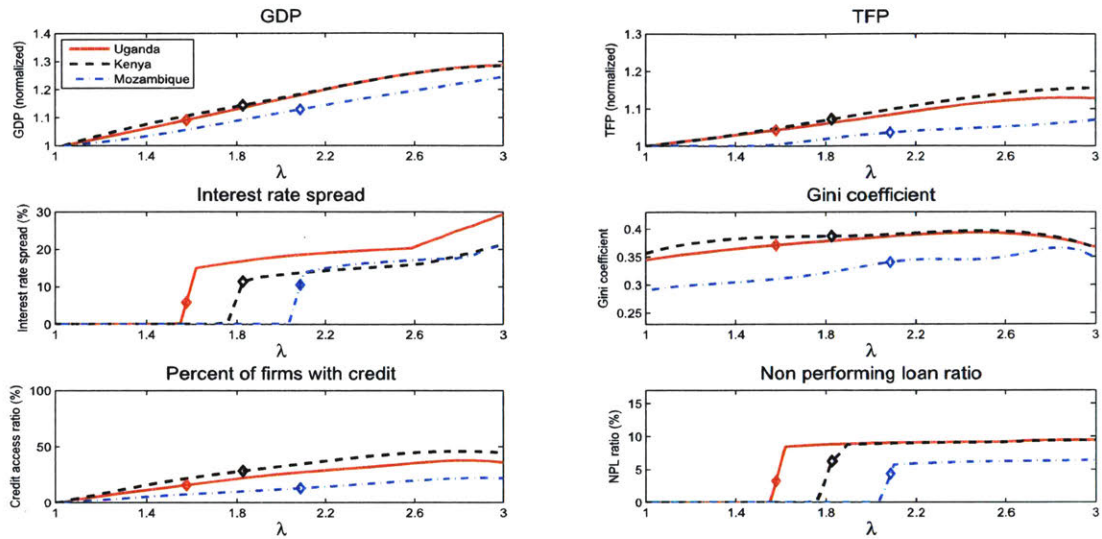 GDP
GDP (normalized)
1.4
1.3
1.2
1.1
1
Uganda
Kenya
Mozambique
1 1.4 1.8 2.2 2.6 3
λ
TFP
TFP (normalized)
1.3
1.2
1.1
1
1 1.4 1.8 2.2 2.6 3
λ
Interest rate spread
Interest rate spread (%)
30
20
10
0
1 1.4 1.8 2.2 2.6 3
λ
Gini coefficient
Gini coefficient
0.4
0.35
0.3
0.25
1 1.4 1.8 2.2 2.6 3
λ
Percent of firms with credit
Credit access ratio (%)
100
50
0
1 1.4 1.8 2.2 2.6 3
λ
Non performing loan ratio
NPL ratio (%)
15
10
5
0
1 1.4 1.8 2.2 2.6 3
λ